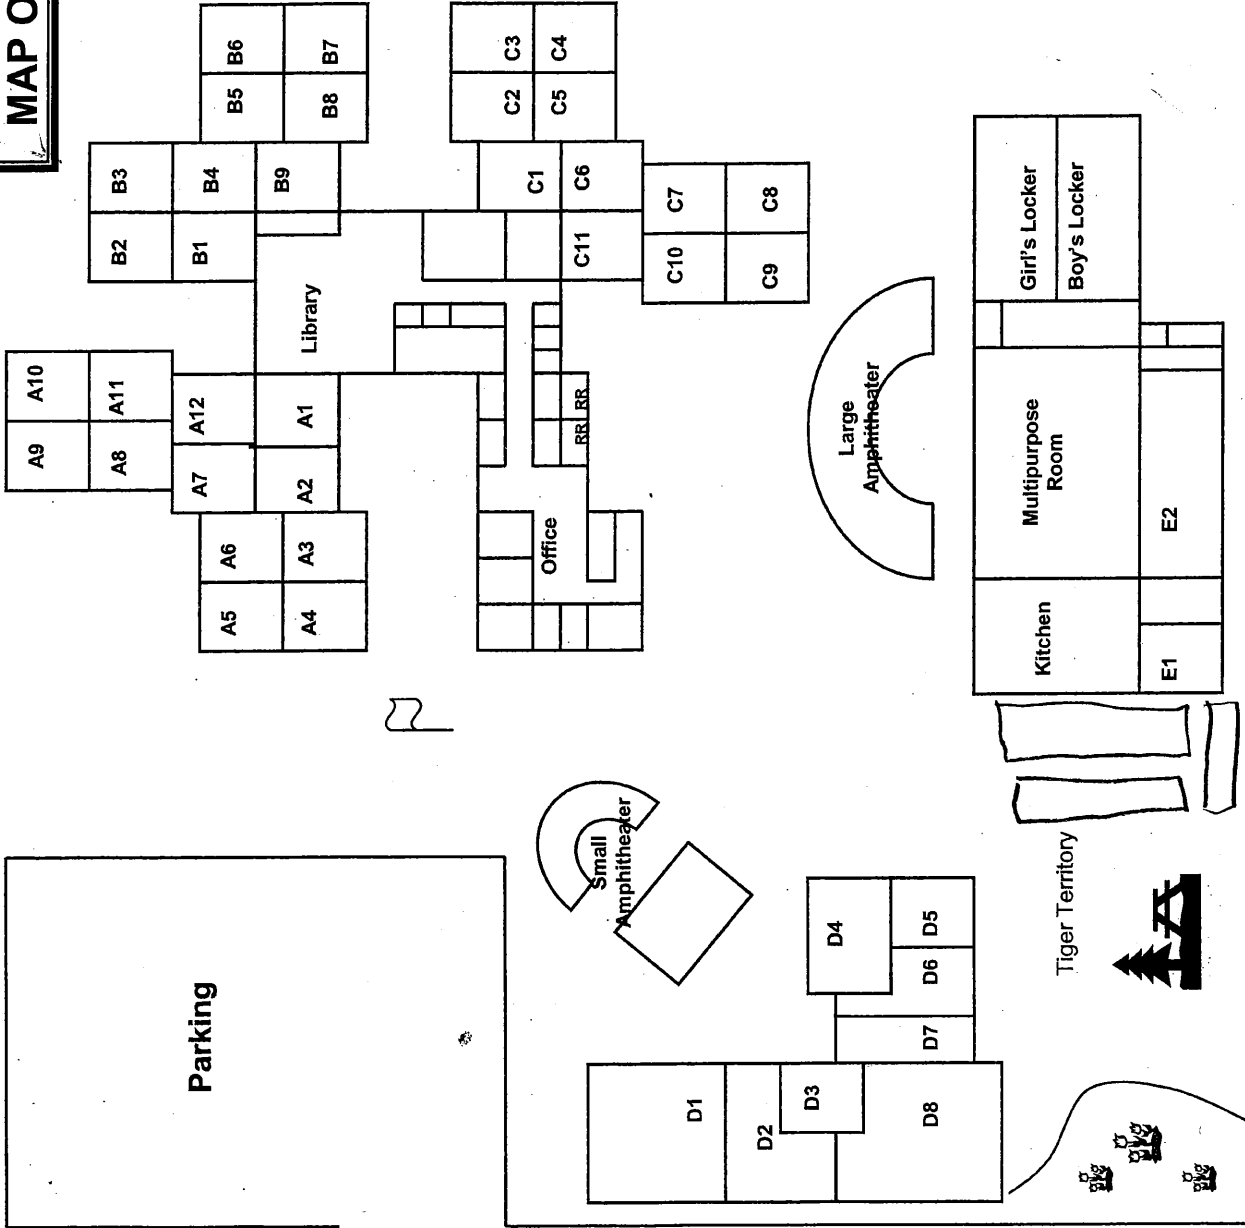 MAP O
Parking
A9
A10
A8
A11
A7
A12
A5
A6
A2
A1
A4
A3
B2
B3
B1
B4
B5
B6
B9
B8
B7
Library
C2
C3
C1
C5
C4
C11
C6
C10
C7
C9
C8
RR
RR
Office
Small
Amphitheater
Large
Amphitheater
D1
D2
D3
D4
D8
D7
D6
D5
Tiger Territory
Kitchen
Multipurpose
Room
Girl's Locker
Boy's Locker
E1
E2